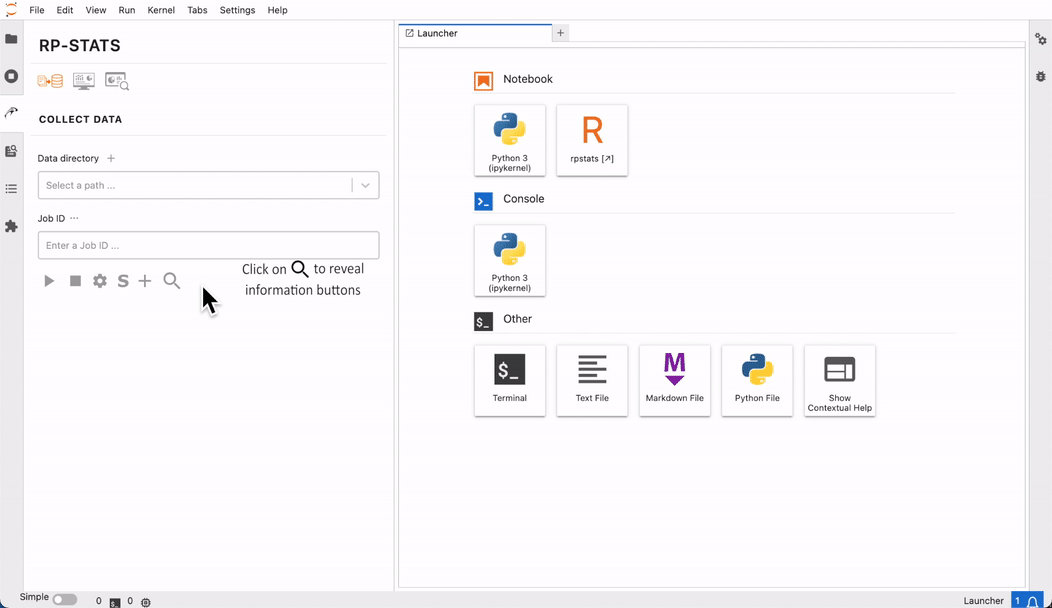 File Edit View Run Kernel Tabs Settings Help
RP-STATS
COLLECT DATA
Data directory +
Select a path ...
Job ID ...
Enter a Job ID ...
S
Click on to reveal
information buttons
Launcher
Notebook
Python 3
(ipykernel)
rpstats [↗]
Console
Python 3
(ipykernel)
$_ Other
$_
Terminal
Text File
M
Markdown File
Python File
Show
Contextual Help
Simple 0 $_ 0
Launcher 1